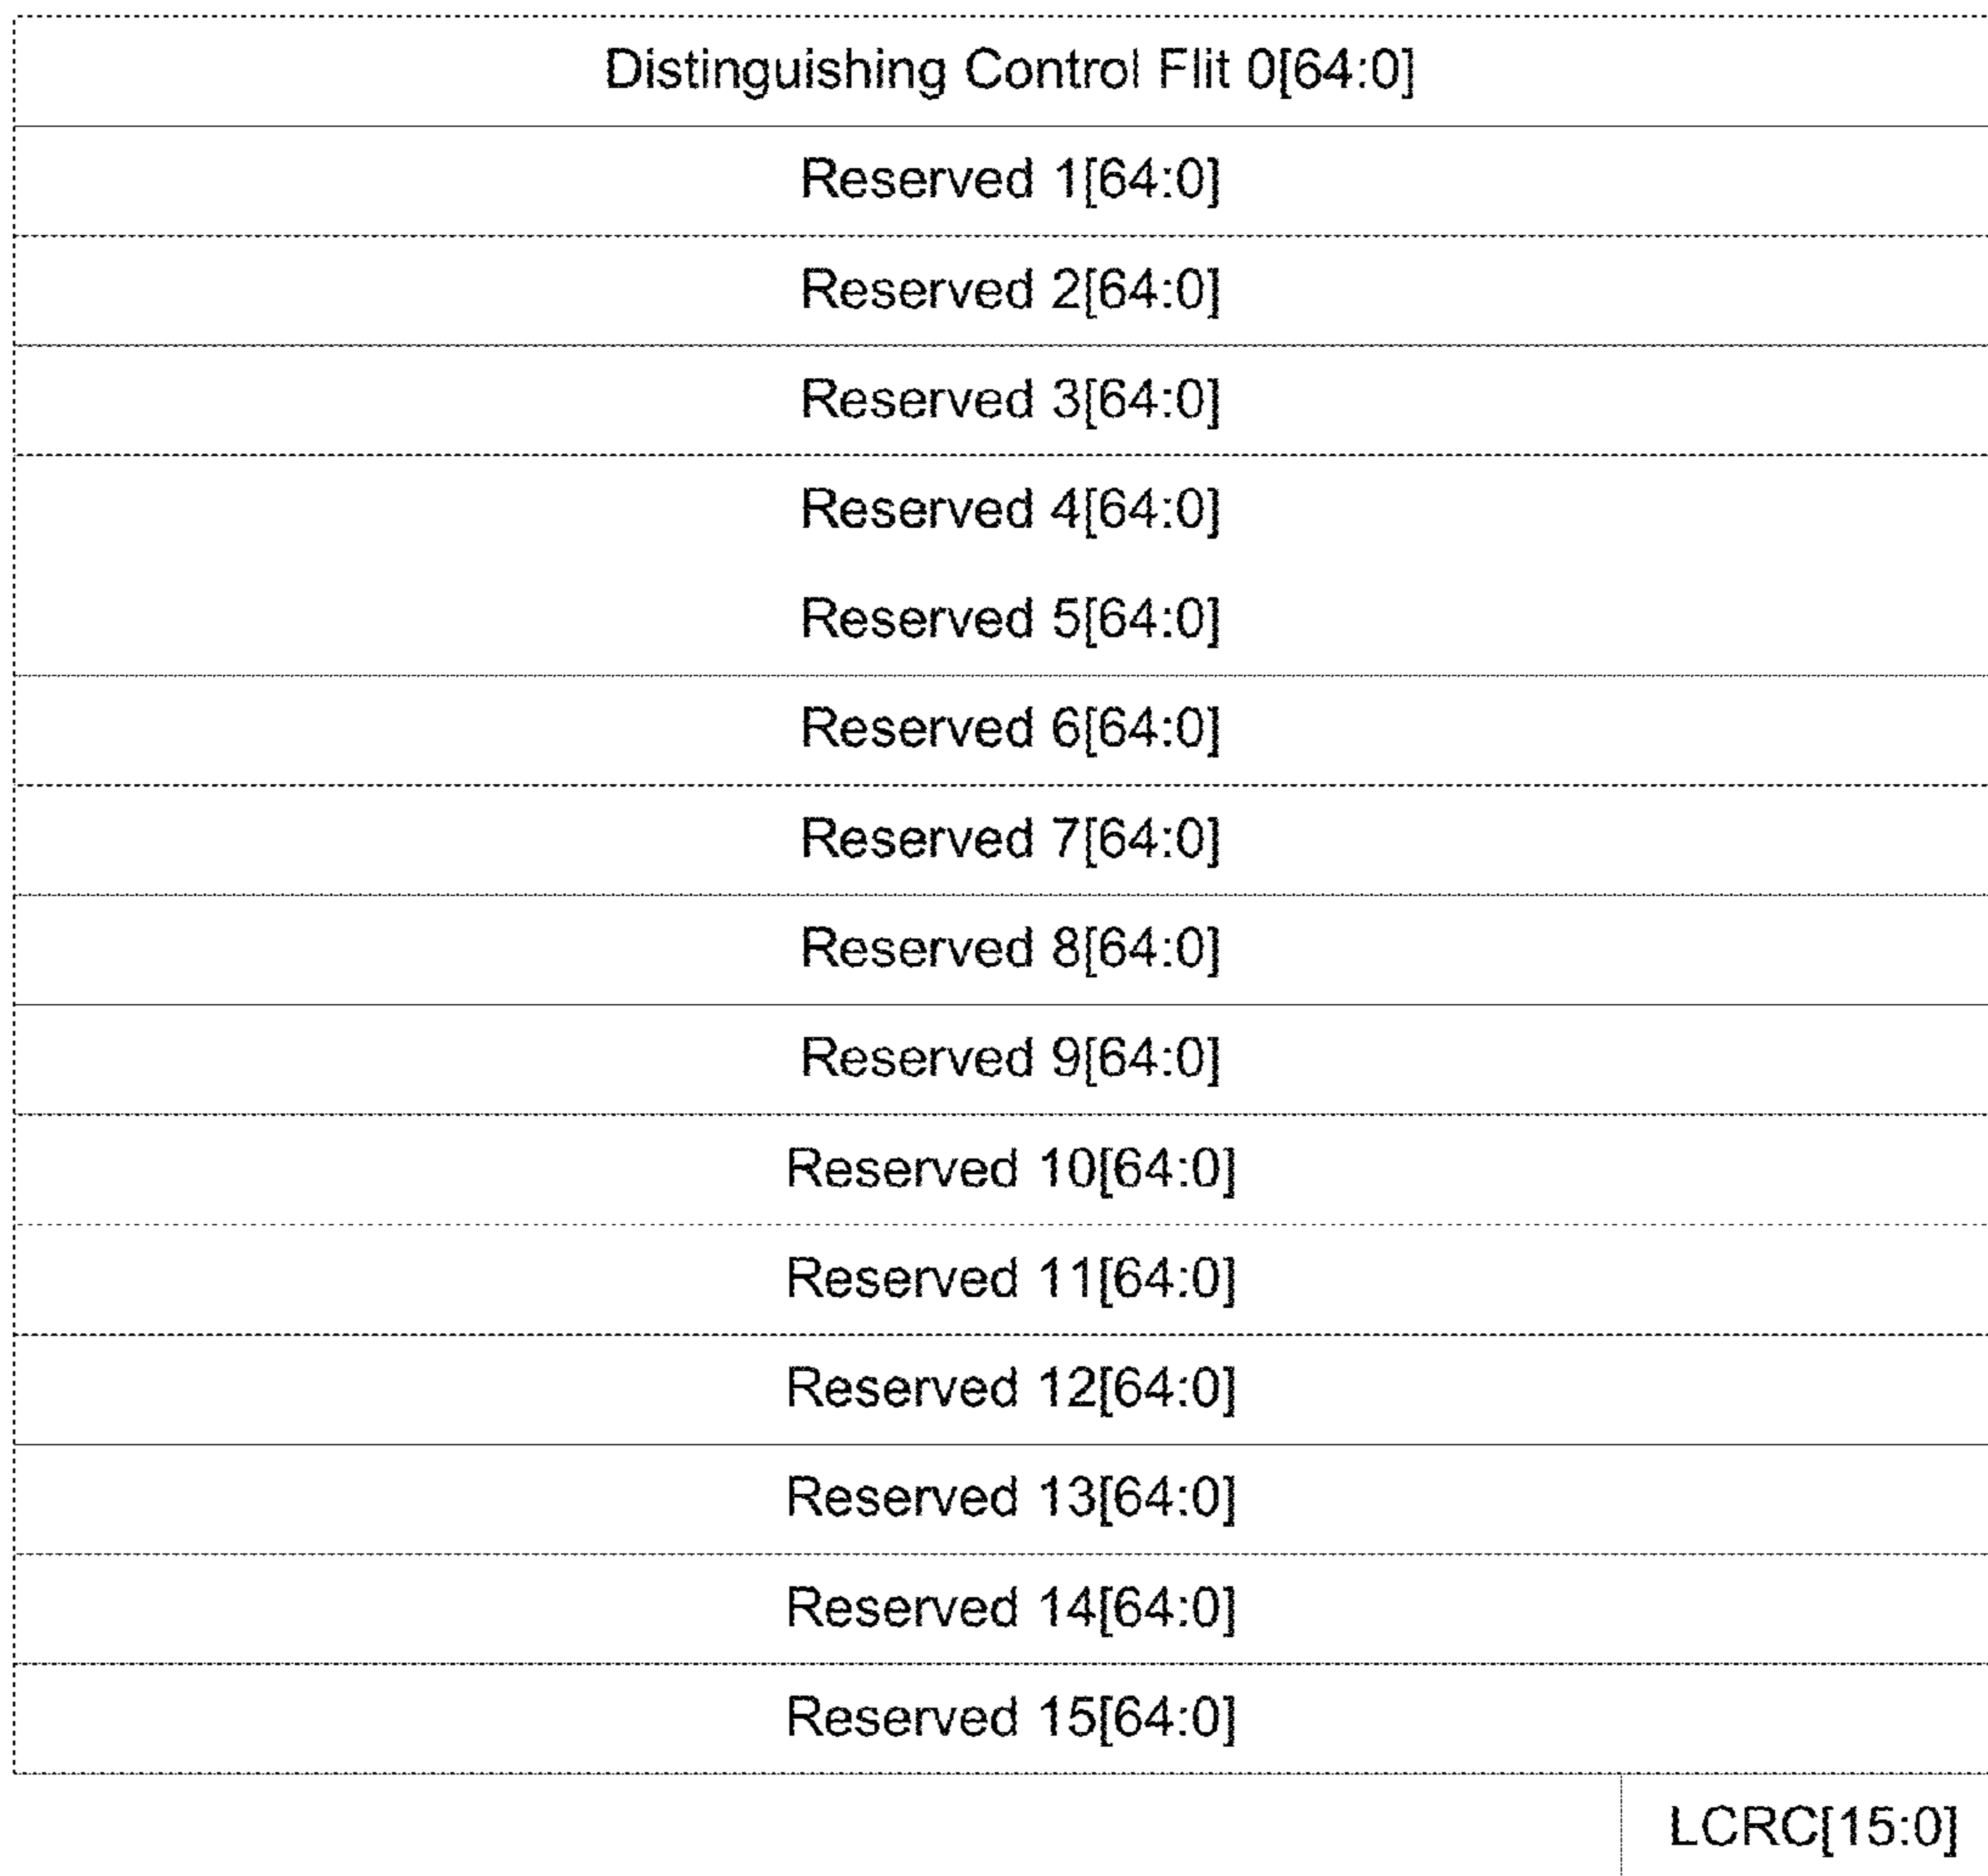 Distinguishing Control Flit 0[64:0]
Reserved 1[64:0]
Reserved 2[64:0]
Reserved 3[64:0]
Reserved 4[64:0]
Reserved 5[64:0]
Reserved 6[64:0]
Reserved 7[64:0]
Reserved 8[64:0]
Reserved 9[64:0]
Reserved 10[64:0]
Reserved 11[64:0]
Reserved 12[64:0]
Reserved 13[64:0]
Reserved 14[64:0]
Reserved 15[64:0]
LCRC[15:0]